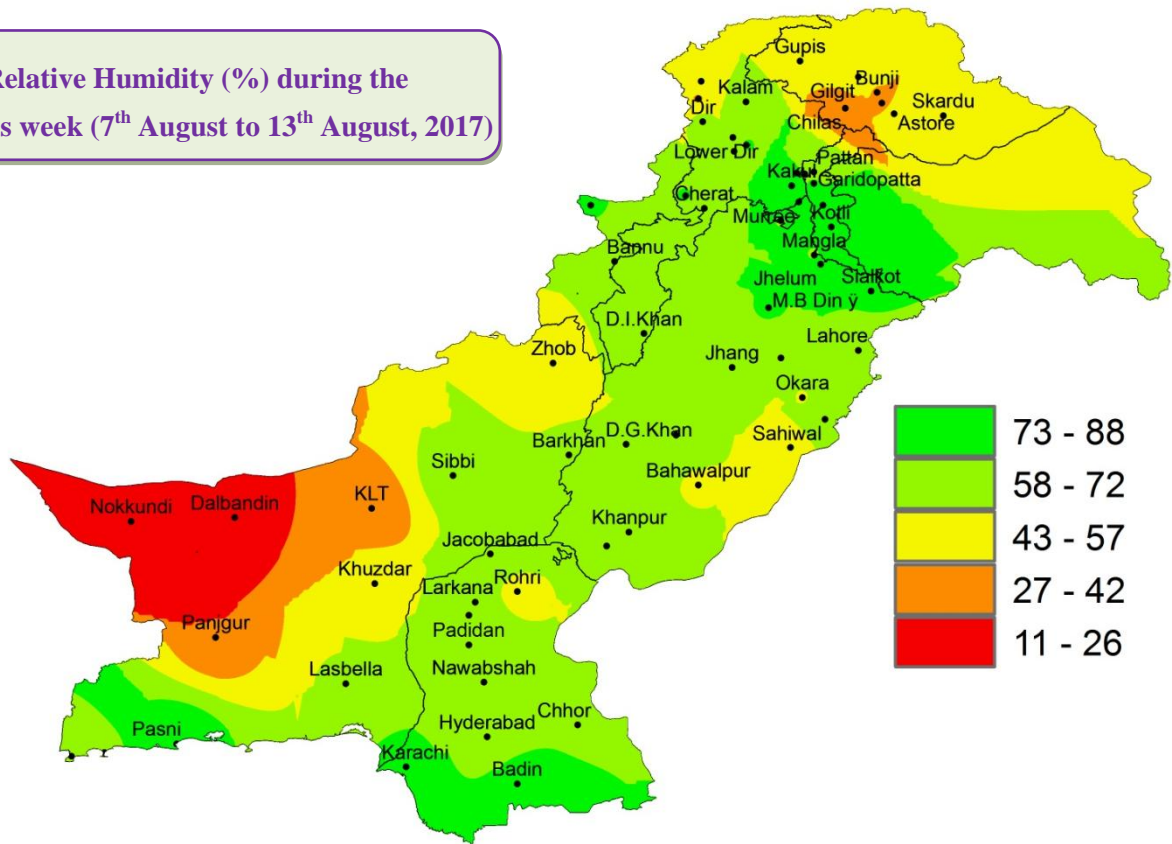 Relative Humidity (%) during the
s week (7th August to 13th August, 2017)
Gupis
Bunji
Gilgit
Kalam
Skardu
Dir
Astore
Chilas
Lower Dir
Pattan
Kakul
Garidopatta
Cherat
Murree
Kotli
Mangla
Bannu
Jhelum
Sialkot
M.B Din ÿ
D.I.Khan
Lahore
Zhob
Jhang
Okara
D.G.Khan
Sahiwal
Barkhan
Sibbi
Bahawalpur
Nokkundi
Dalbandin
KLT
Khanpur
Jacobabad
Khuzdar
Rohri
Larkana
Panjgur
Padidan
Lasbella
Nawabshah
Chhor
Pasni
Hyderabad
Karachi
Badin
73 - 88
58 - 72
43 - 57
27 - 42
11 - 26